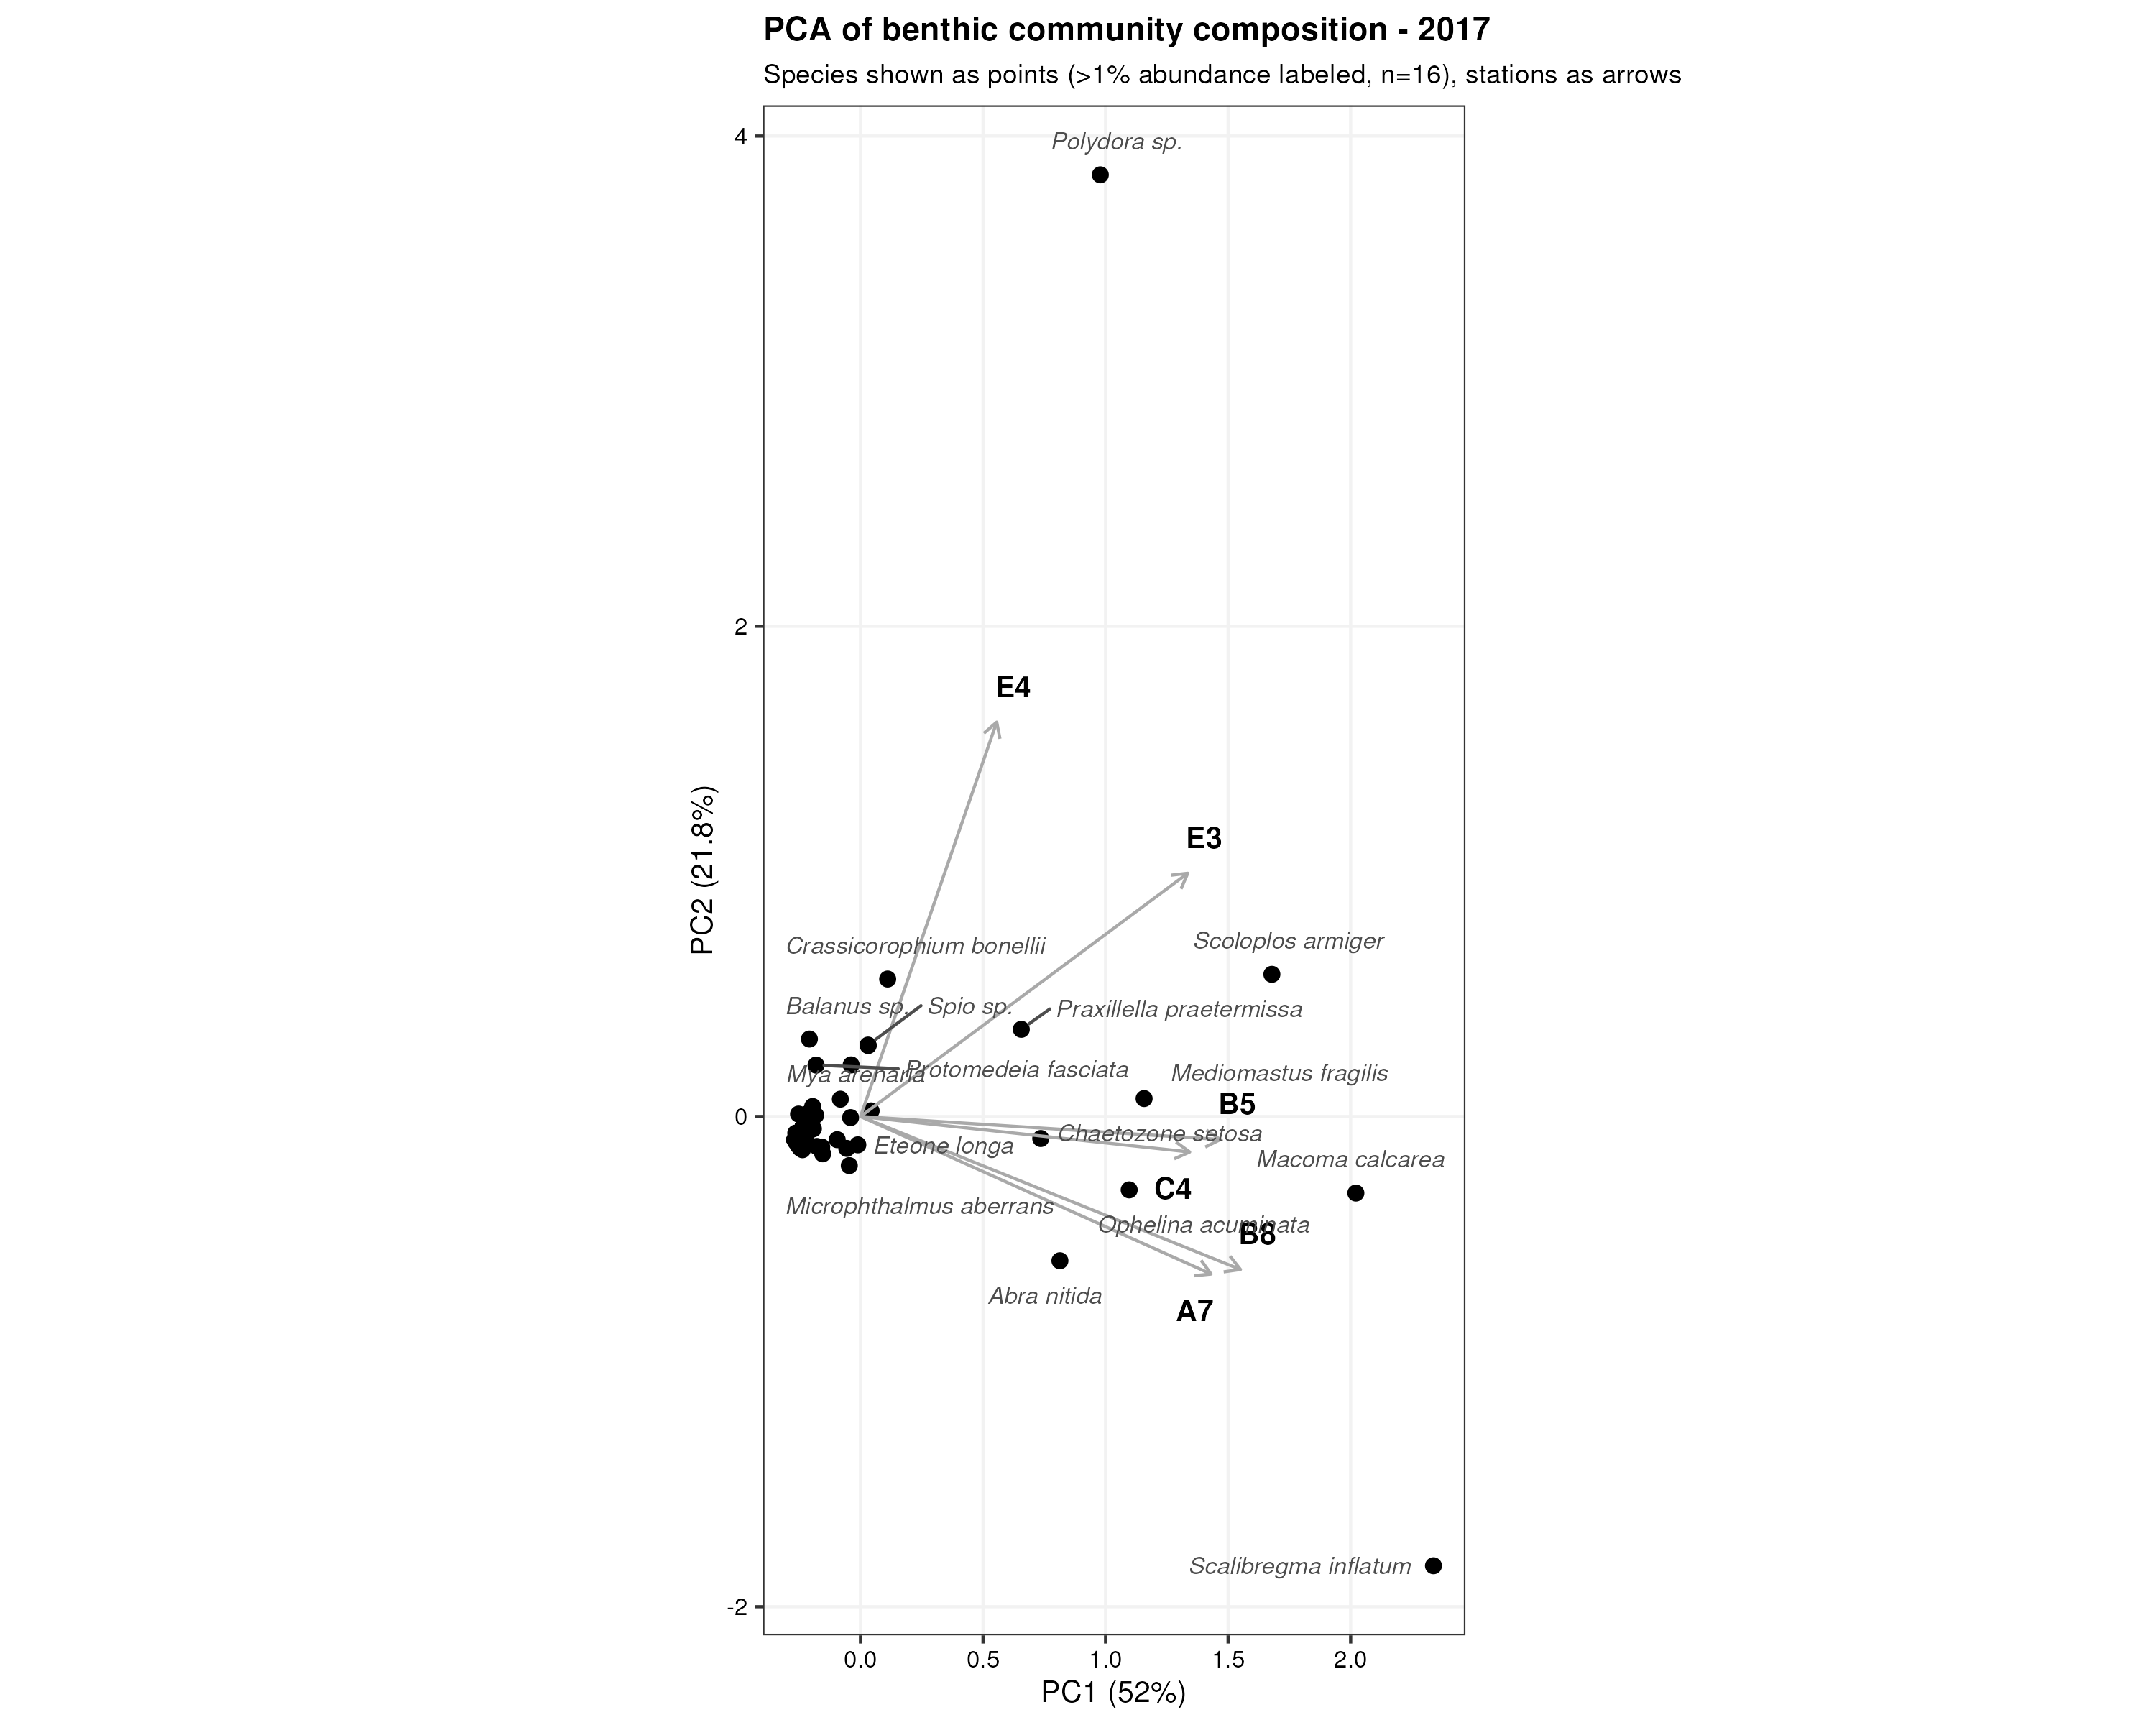 PCA of benthic community composition - 2017
Species shown as points (>1% abundance labeled, n=16), stations as arrows
4
Polydora sp.
2
E4
E3
PC2 (21.8%)
Crassicorophium bonellii
Scoloplos armiger
Balanus sp.
Spio sp.
Praxillella praetermissa
Mya arenaria
Protomedeia fasciata
Mediomastus fragilis
B5
0
Chaetozone setosa
Eteone longa
Macoma calcarea
C4
Microphthalmus aberrans
Ophelina acuminata
B8
Abra nitida
A7
Scalibregma inflatum
-2
0.0 0.5 1.0 1.5 2.0
PC1 (52%)